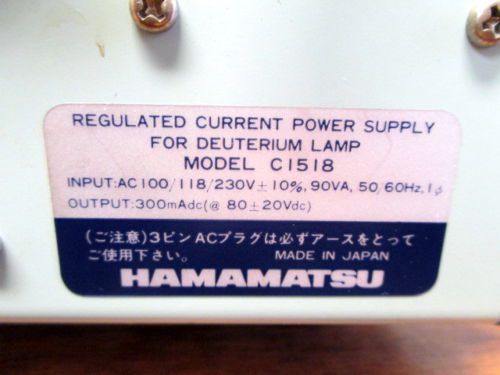 REGULATED CURRENT POWER SUPPLY
FOR DEUTERIUM LAMP
MODEL C1518
INPUT:AC100/118/230V±10%,90VA,50/60Hz,1φ
OUTPUT:300mAdc(@ 80±20Vdc)
(ご注意)3ピンACプラグは必ずアースをとって
ご使用下さい。 MADE IN JAPAN
HAMAMATSU